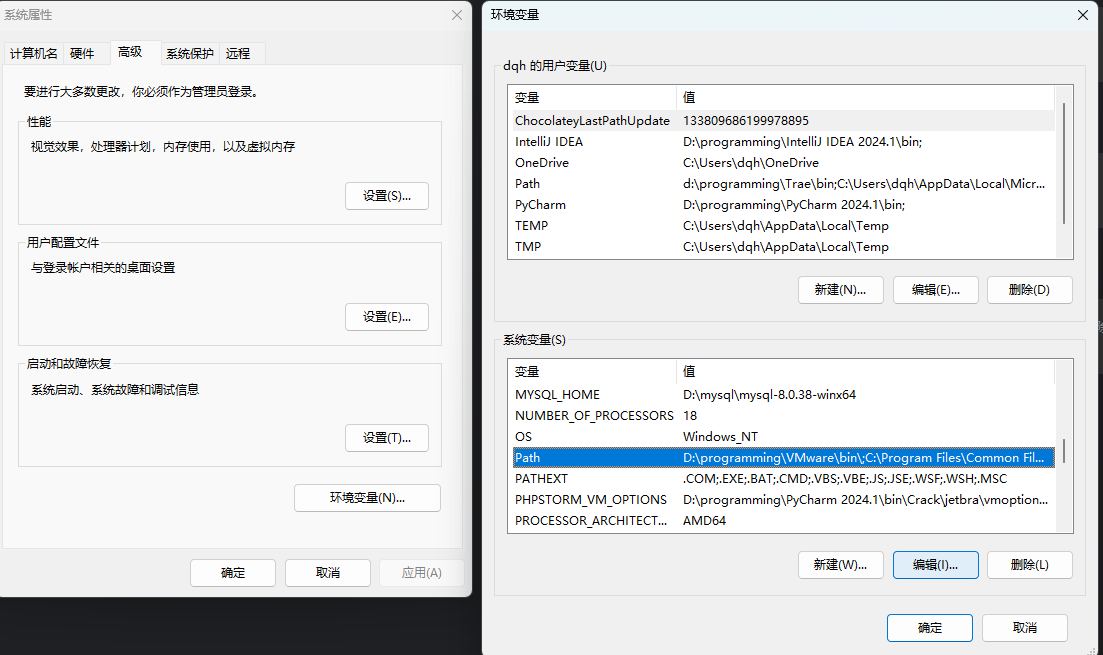 系统属性
计算机名 硬件 高级 系统保护 远程
要进行大多数更改，你必须作为管理员登录。
性能
视觉效果，处理器计划，内存使用，以及虚拟内存
设置(S)...
用户配置文件
与登录帐户相关的桌面设置
设置(E)...
启动和故障恢复
系统启动、系统故障和调试信息
设置(T)...
环境变量(N)...
确定 取消 应用(A)
环境变量
dqh 的用户变量(U)
变量 值
ChocolateyLastPathUpdate 133809686199978895
IntelliJ IDEA D:\programming\IntelliJ IDEA 2024.1\bin;
OneDrive C:\Users\dqh\OneDrive
Path d:\programming\Trae\bin;C:\Users\dqh\AppData\Local\Micr...
PyCharm D:\programming\PyCharm 2024.1\bin;
TEMP C:\Users\dqh\AppData\Local\Temp
TMP C:\Users\dqh\AppData\Local\Temp
新建(N)... 编辑(E)... 删除(D)
系统变量(S)
变量 值
MYSQL_HOME D:\mysql\mysql-8.0.38-winx64
NUMBER_OF_PROCESSORS 18
OS Windows_NT
Path D:\programming\VMware\bin\;C:\Program Files\Common Fil...
PATHEXT .COM;.EXE;.BAT;.CMD;.VBS;.VBE;.JS;.JSE;.WSF;.WSH;.MSC
PHPSTORM_VM_OPTIONS D:\programming\PyCharm 2024.1\bin\Crack\jetbra\vmoption...
PROCESSOR_ARCHITECT... AMD64
新建(W)... 编辑(I)... 删除(L)
确定 取消